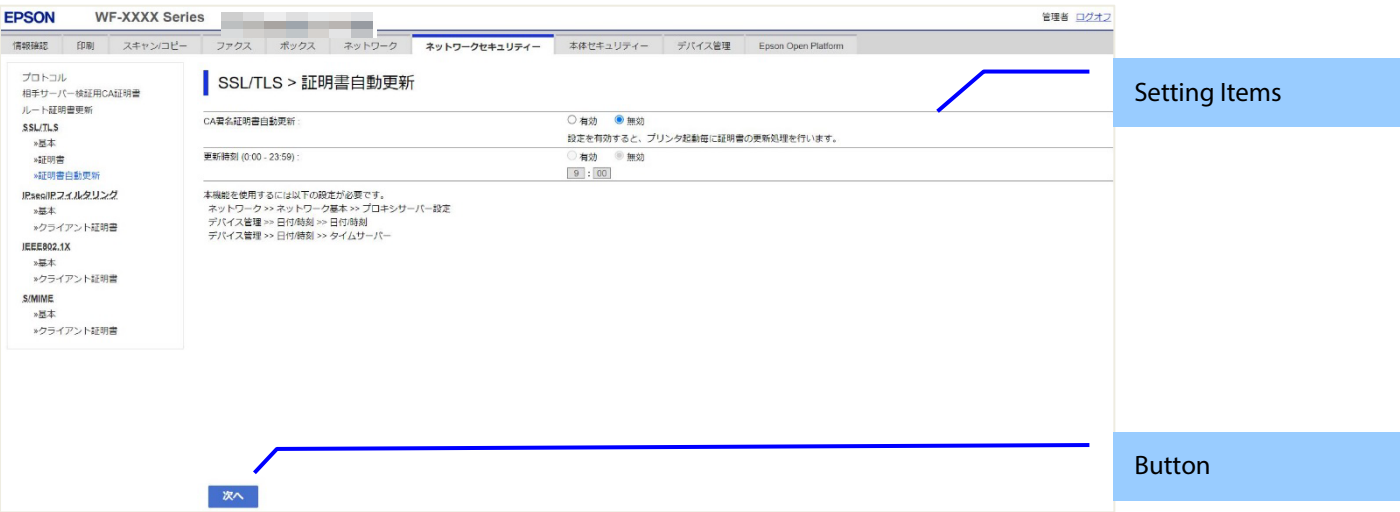 EPSON WF-XXXX Series
管理者 ログオフ
情報確認 印刷 スキャン/コピー ファクス ボックス ネットワーク ネットワークセキュリティー 本体セキュリティー デバイス管理 Epson Open Platform
プロトコル
相手サーバー検証用CA証明書
ルート証明書更新
SSL/TLS
»基本
»証明書
»証明書自動更新
IPsec/IPフィルタリング
»基本
»クライアント証明書
IEEE802.1X
»基本
»クライアント証明書
S/MIME
»基本
»クライアント証明書
SSL/TLS > 証明書自動更新
CA署名証明書自動更新 : 有効 無効
設定を有効すると、プリンタ起動毎に証明書の更新処理を行います。
更新時刻 (0:00 - 23:59) : 有効 無効
9 : 00
本機能を使用するには以下の設定が必要です。
ネットワーク >> ネットワーク基本 >> プロキシサーバー設定
デバイス管理 >> 日付/時刻 >> 日付/時刻
デバイス管理 >> 日付/時刻 >> タイムサーバー
次へ
Setting Items
Button